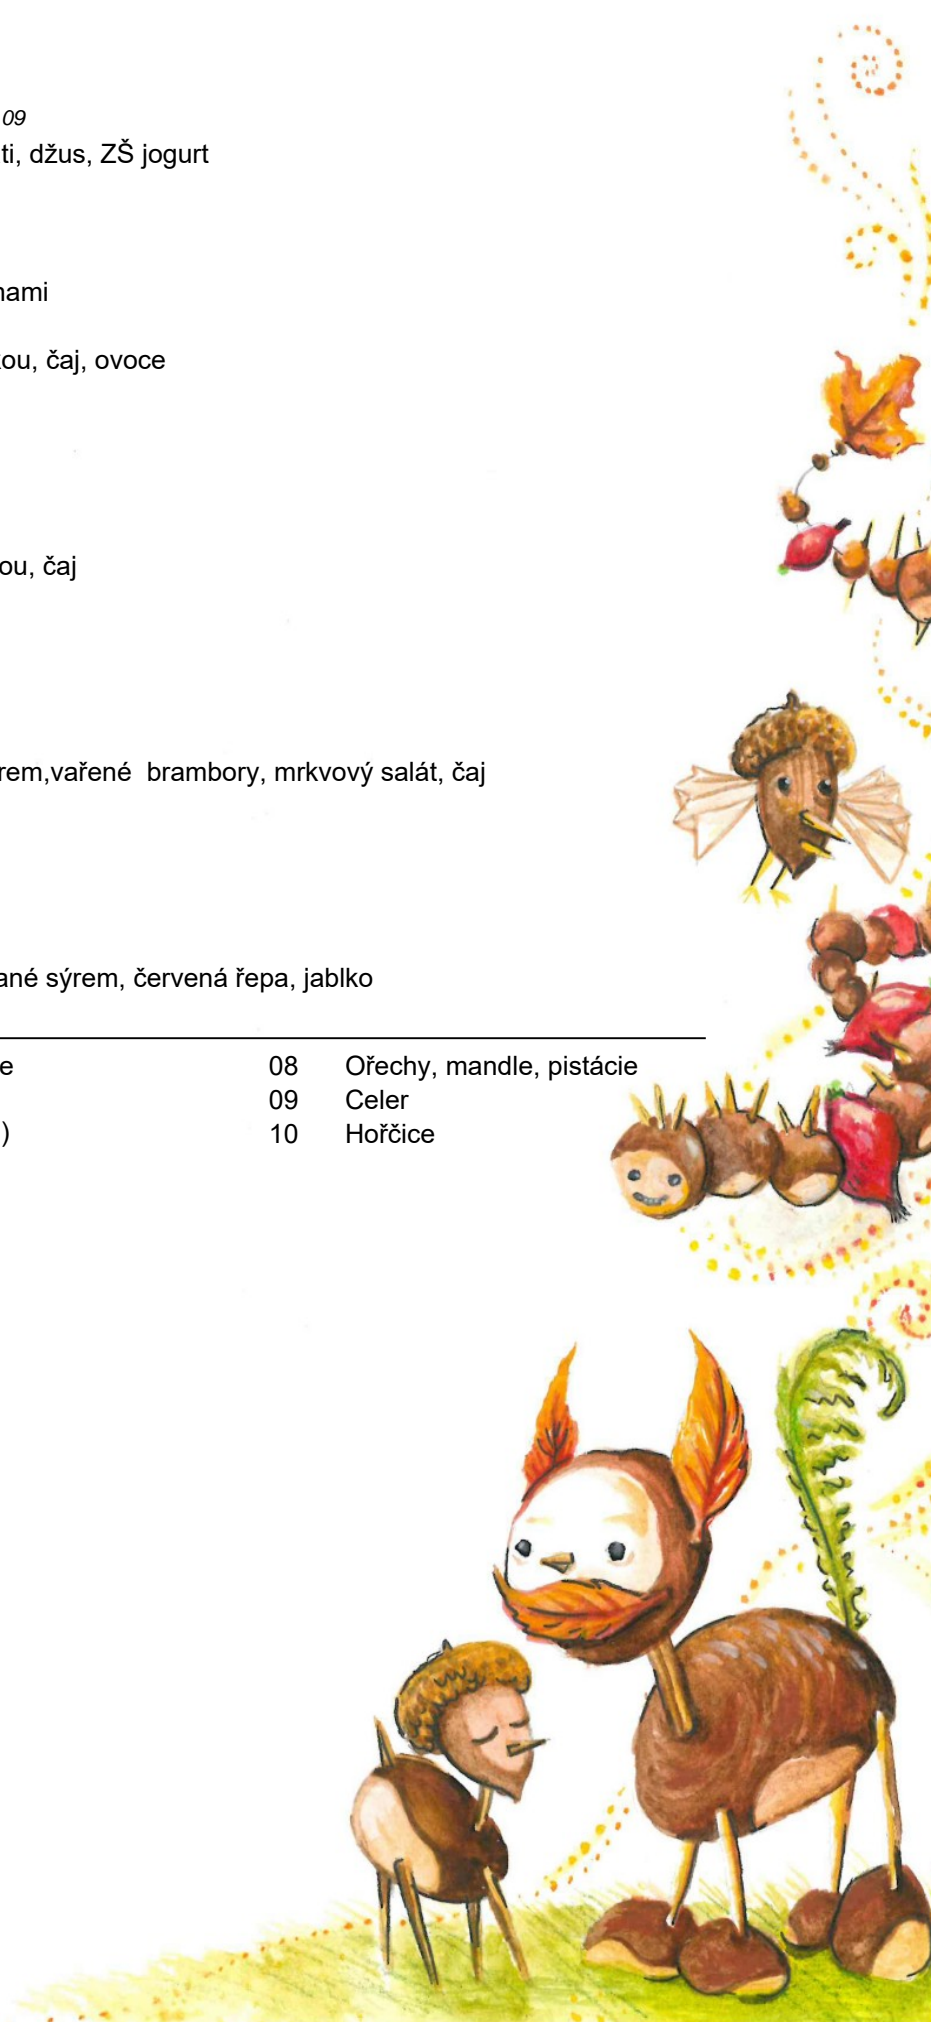 09
ti, džus, ZŠ jogurt
nami
kou, čaj, ovoce
ou, čaj
rem,vařené  brambory, mrkvový salát, čaj
ané sýrem, červená řepa, jablko
e 08 Ořechy, mandle, pistácie
09 Celer
) 10 Hořčice